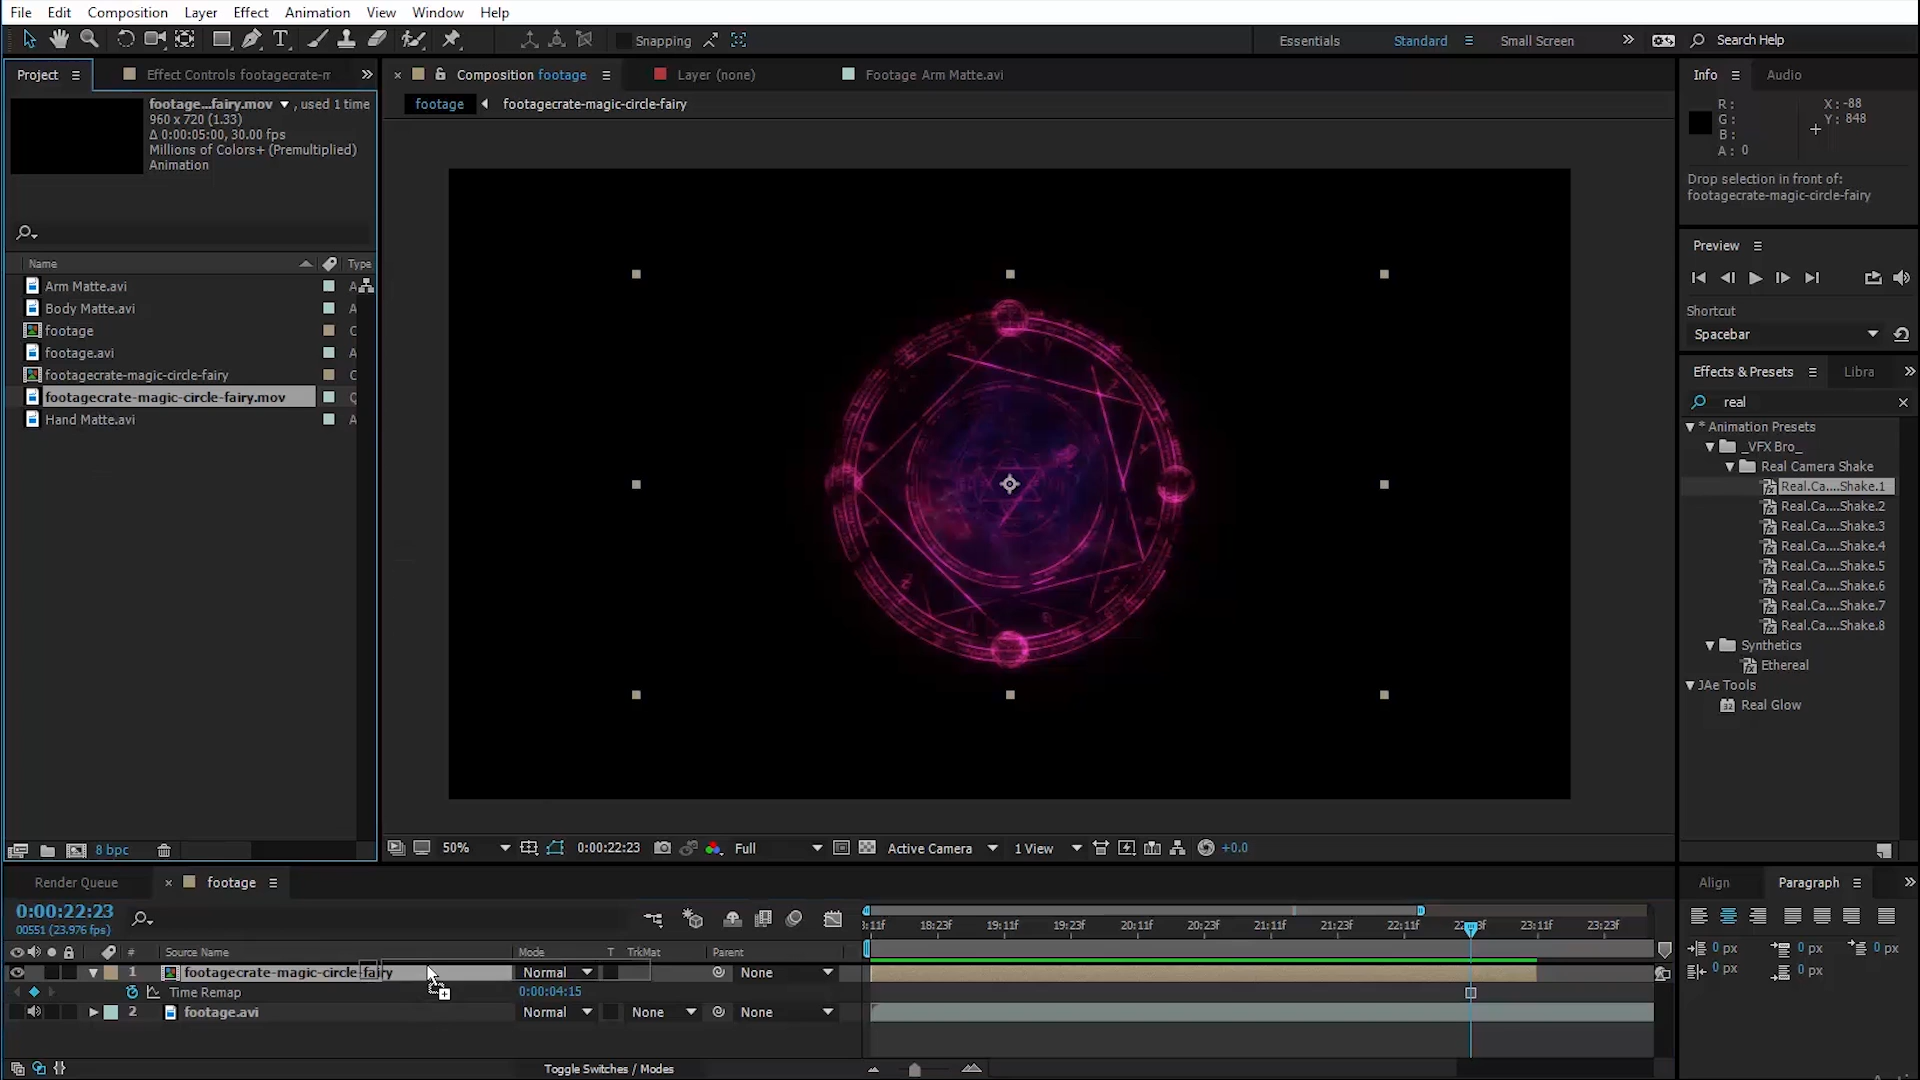 File Edit Composition Layer Effect Animation View Window Help
Snapping Essentials Standard Small Screen Search Help
Project Effect Controls footagecrate-m
Composition footage Layer (none) Footage Arm Matte.avi
footage footagecrate-magic-circle-fairy
footage...fairy.mov , used 1 time
960 x 720 (1.33)
Δ 0:00:05:00, 30.00 fps
Millions of Colors+ (Premultiplied)
Animation
Name Type
Arm Matte.avi A
Body Matte.avi A
footage C
footage.avi A
footagecrate-magic-circle-fairy C
footagecrate-magic-circle-fairy.mov Q
Hand Matte.avi A
8 bpc
50% 0:00:22:23 Full Active Camera 1 View +0.0
Info Audio
R: X: -88
G: Y: 848
B:
A: 0
Drop selection in front of:
footagecrate-magic-circle-fairy
Preview
Shortcut
Spacebar
Effects & Presets Libra
real
* Animation Presets
_VFX Bro_
Real Camera Shake
Real.Ca....Shake.1
Real.Ca....Shake.2
Real.Ca....Shake.3
Real.Ca....Shake.4
Real.Ca....Shake.5
Real.Ca....Shake.6
Real.Ca....Shake.7
Real.Ca....Shake.8
Synthetics
Ethereal
JAe Tools
32 Real Glow
Render Queue footage
0:00:22:23
00551 (23.976 fps)
# Source Name Mode T TrkMat Parent
1 footagecrate-magic-circle-fairy Normal None
Time Remap 0:00:04:15
2 footage.avi Normal None None
Toggle Switches / Modes
:11f 18:23f 19:11f 19:23f 20:11f 20:23f 21:11f 21:23f 22:11f 23:11f 23:23f
Align Paragraph
0 px 0 px 0 px
0 px 0 px